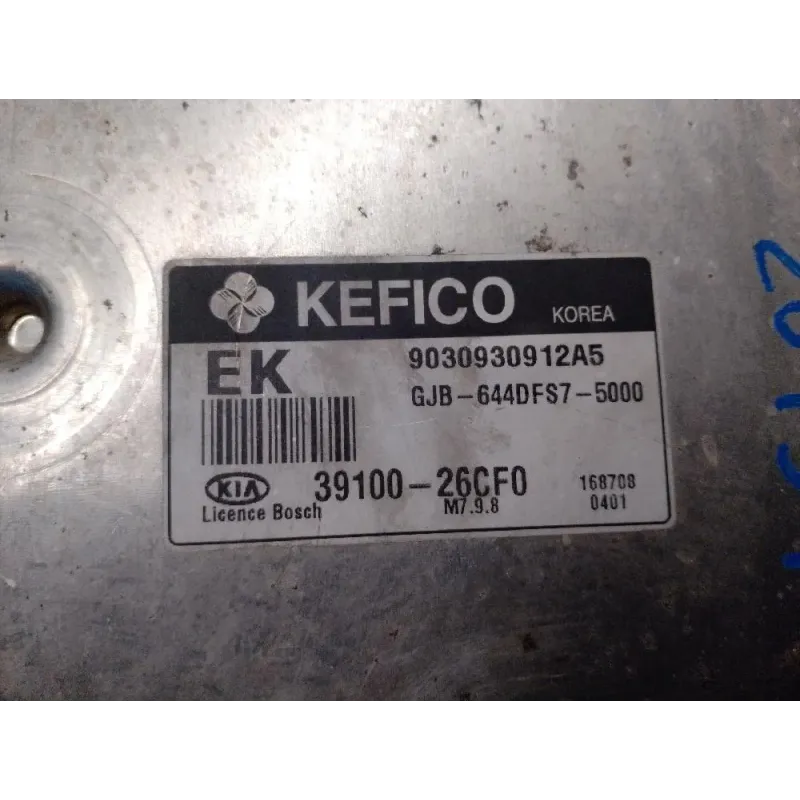 KEFICO KOREA
EK 9030930912A5
GJB-644DFS7-5000
KIA 39100-26CF0 168708
Licence Bosch M7.9.8 0401